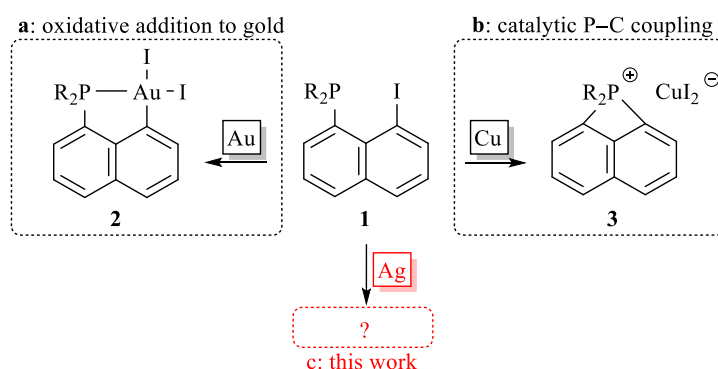 a: oxidative addition to gold
b: catalytic P–C coupling
I
R₂P Au I
R₂P I
R₂P ⊕ CuI₂ ⊖
Au
Cu
2
1
3
Ag
?
c: this work